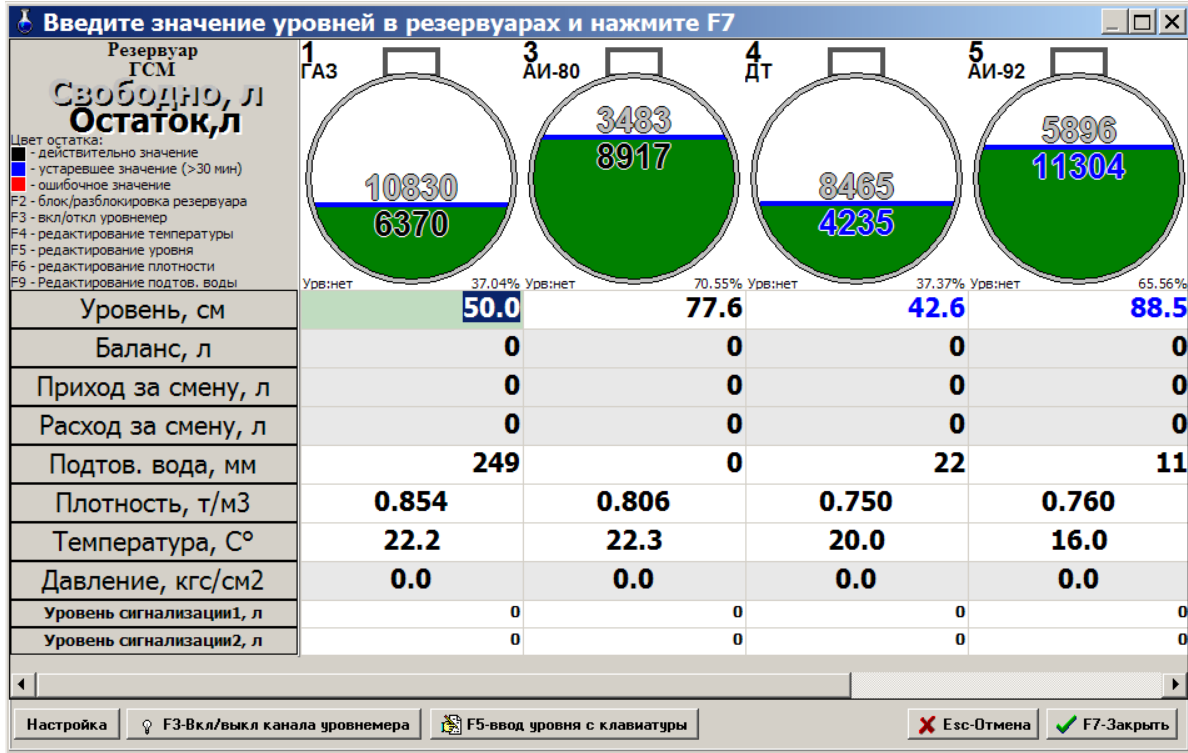 Введите значение уровней в резервуарах и нажмите F7
Резервуар
ГСМ
Свободно, л
Остаток,л
Цвет остатка:
- действительно значение
- устаревшее значение (>30 мин)
- ошибочное значение
F2 - блок/разблокировка резервуара
F3 - вкл/откл уровнемер
F4 - редактирование температуры
F5 - редактирование уровня
F6 - редактирование плотности
F9 - Редактирование подтов. воды
1 3 4 5
ГАЗ АИ-80 ДТ АИ-92
10830 3483 8465 5896
6370 8917 4235 11304
Урв:нет 37.04% Урв:нет 70.55% Урв:нет 37.37% Урв:нет 65.56%
Уровень, см 50.0 77.6 42.6 88.5
Баланс, л 0 0 0 0
Приход за смену, л 0 0 0 0
Расход за смену, л 0 0 0 0
Подтов. вода, мм 249 0 22 11
Плотность, т/м3 0.854 0.806 0.750 0.760
Температура, C° 22.2 22.3 20.0 16.0
Давление, кгс/см2 0.0 0.0 0.0 0.0
Уровень сигнализации1, л 0 0 0 0
Уровень сигнализации2, л 0 0 0 0
Настройка F3-Вкл/выкл канала уровнемера F5-ввод уровня с клавиатуры Esc-Отмена F7-Закрыть